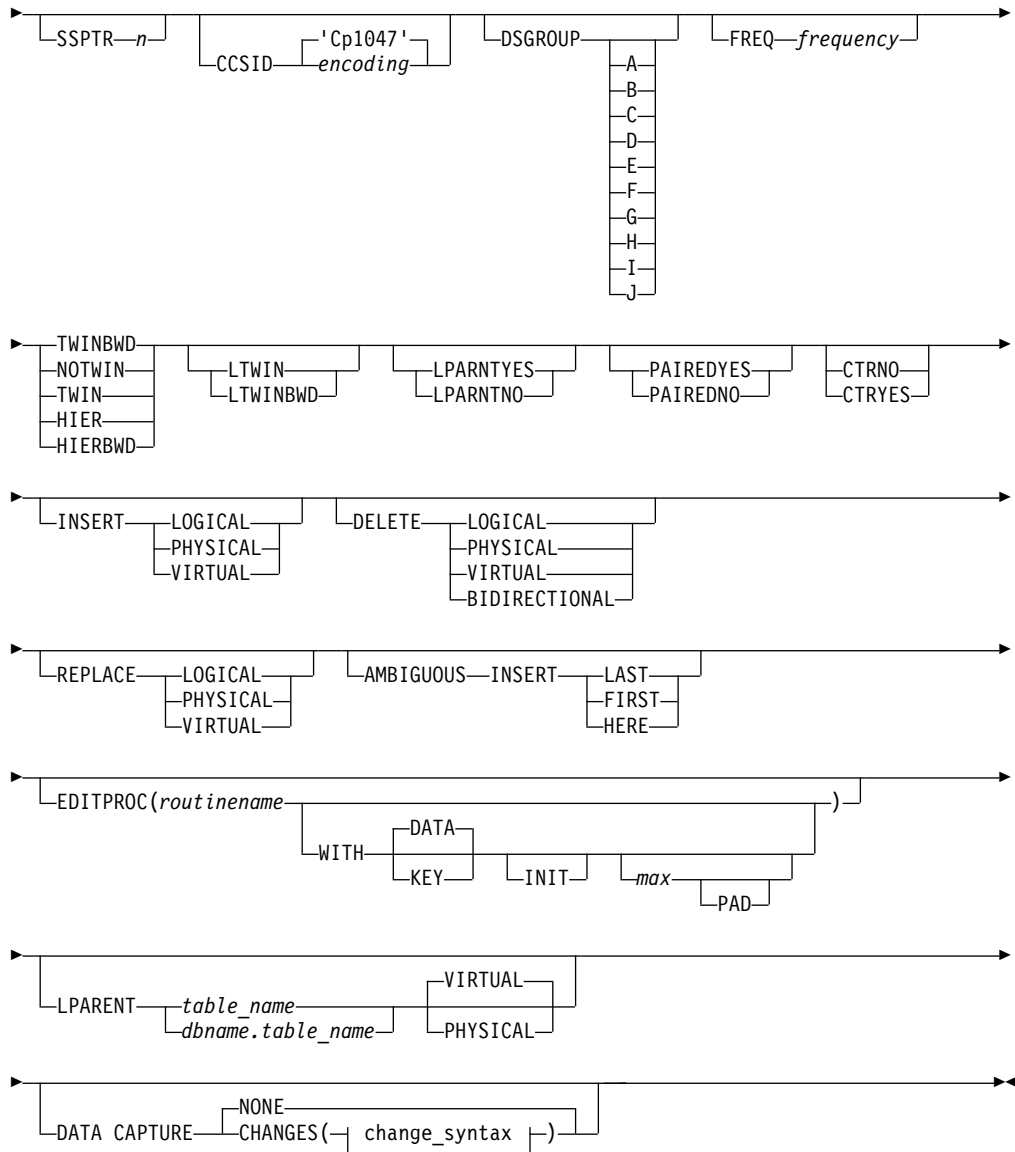 'Cp1047'
SSPTR n CCSID encoding DSGROUP A FREQ frequency
B
C
D
E
F
G
H
I
J
TWINBWD
NOTWIN LTWIN LPARNTYES PAIREDYES CTRNO
TWIN LTWINBWD LPARNTNO PAIREDNO CTRYES
HIER
HIERBWD
INSERT LOGICAL DELETE LOGICAL
PHYSICAL PHYSICAL
VIRTUAL VIRTUAL
BIDIRECTIONAL
REPLACE LOGICAL AMBIGUOUS INSERT LAST
PHYSICAL FIRST
VIRTUAL HERE
EDITPROC(routinename )
DATA
WITH KEY INIT max
PAD
VIRTUAL
LPARENT table_name PHYSICAL
dbname.table_name
NONE
DATA CAPTURE CHANGES( change_syntax )